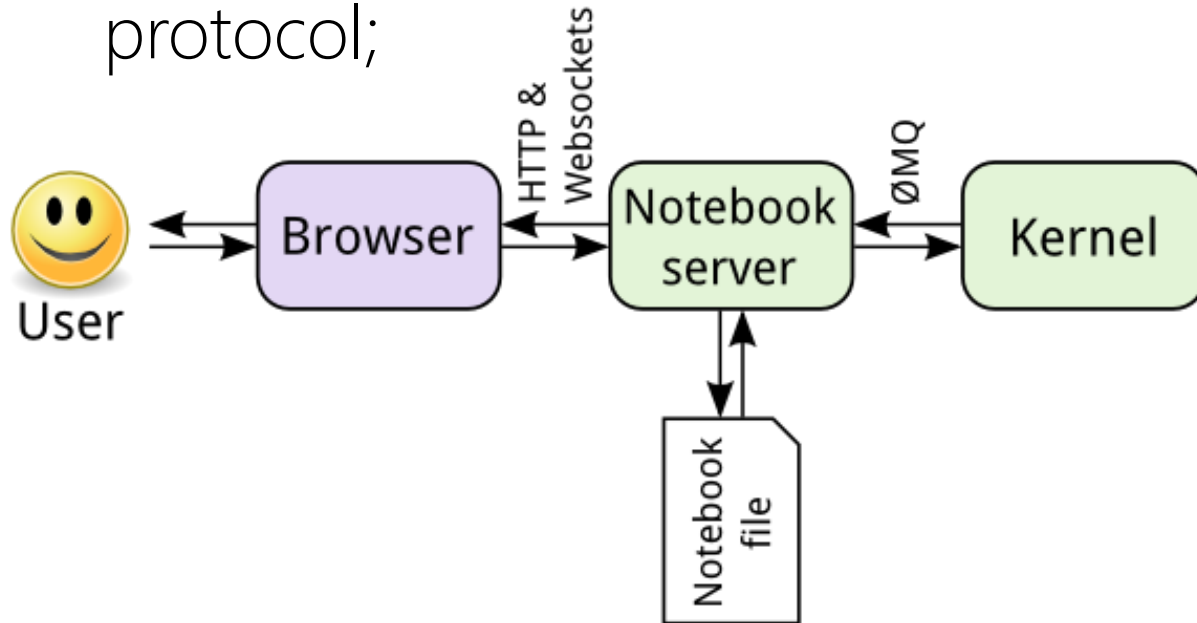 protocol;
HTTP &
Websockets
ØMQ
User
Browser
Notebook
server
Kernel
Notebook
file